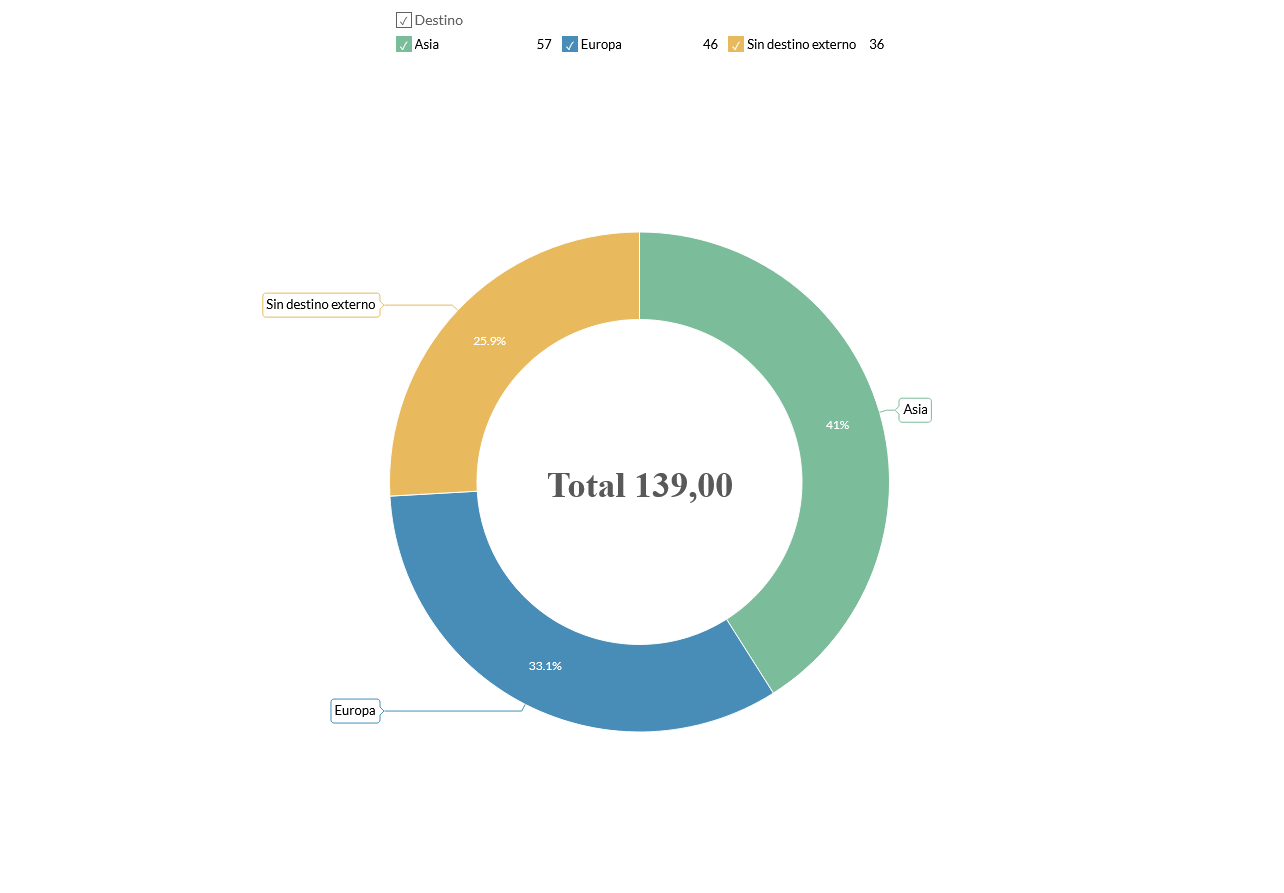 Destino
Asia 57 Europa 46 Sin destino externo 36
Sin destino externo
25.9%
Asia
41%
Total 139,00
33.1%
Europa